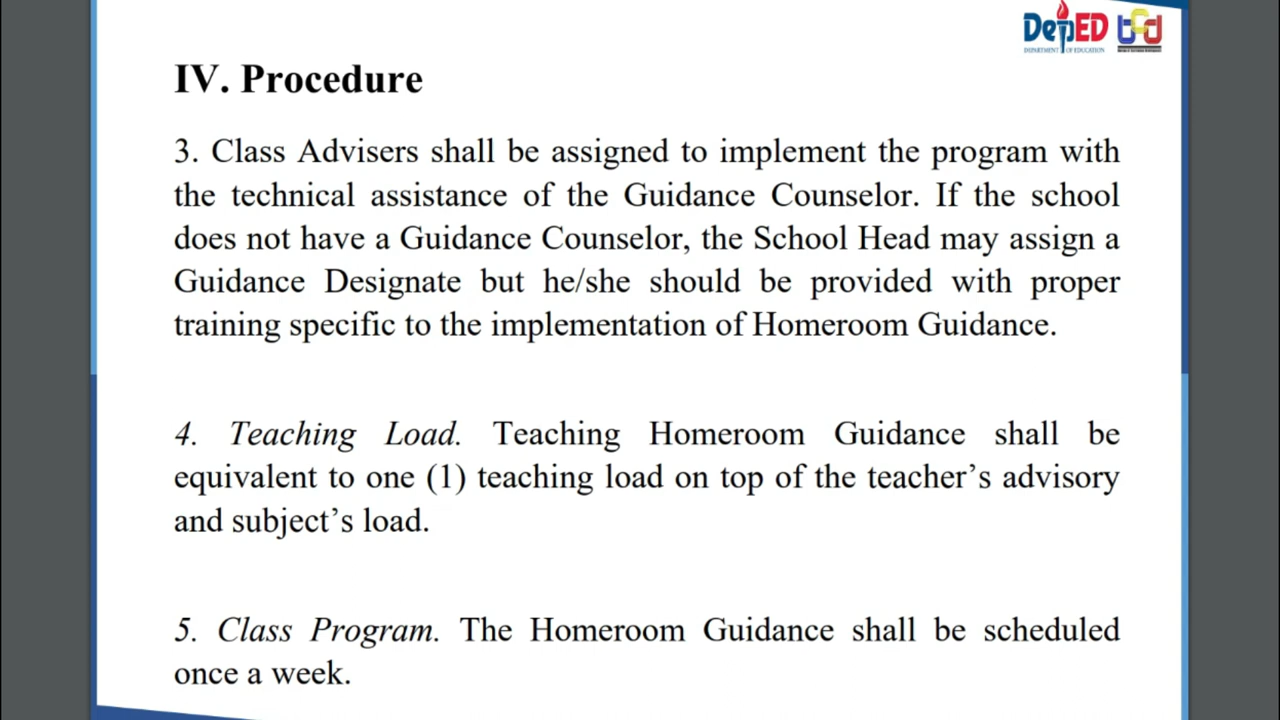 DepED
DEPARTMENT OF EDUCATION
bcd
IV. Procedure
3. Class Advisers shall be assigned to implement the program with
the technical assistance of the Guidance Counselor. If the school
does not have a Guidance Counselor, the School Head may assign a
Guidance Designate but he/she should be provided with proper
training specific to the implementation of Homeroom Guidance.
4. Teaching Load. Teaching Homeroom Guidance shall be
equivalent to one (1) teaching load on top of the teacher’s advisory
and subject’s load.
5. Class Program. The Homeroom Guidance shall be scheduled
once a week.